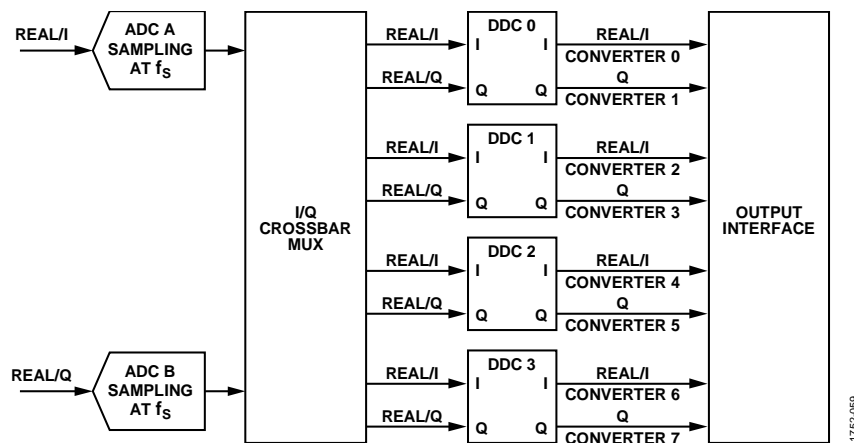 REAL/I
ADC A
SAMPLING
AT fS
REAL/Q
ADC B
SAMPLING
AT fS
I/Q
CROSSBAR
MUX
REAL/I
REAL/Q
DDC 0
I I
Q Q
REAL/I
CONVERTER 0
Q
CONVERTER 1
REAL/I
REAL/Q
DDC 1
I I
Q Q
REAL/I
CONVERTER 2
Q
CONVERTER 3
REAL/I
REAL/Q
DDC 2
I I
Q Q
REAL/I
CONVERTER 4
Q
CONVERTER 5
REAL/I
REAL/Q
DDC 3
I I
Q Q
REAL/I
CONVERTER 6
Q
CONVERTER 7
OUTPUT
INTERFACE